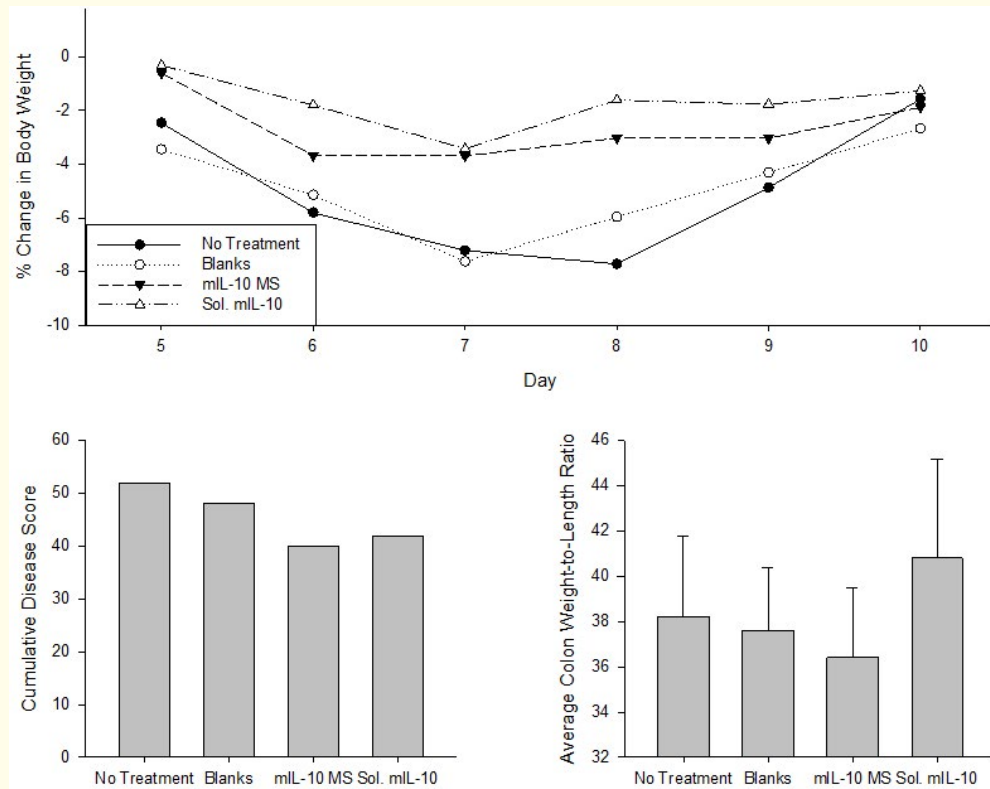 % Change in Body Weight
0
-2
-4
-6
-8
-10
No Treatment
Blanks
mIL-10 MS
Sol. mIL-10
5 6 7 8 9 10
Day
Cumulative Disease Score
60
50
40
30
20
10
0
No Treatment Blanks mIL-10 MS Sol. mIL-10
Average Colon Weight-to-Length Ratio
46
44
42
40
38
36
34
32
No Treatment Blanks mIL-10 MS Sol. mIL-10